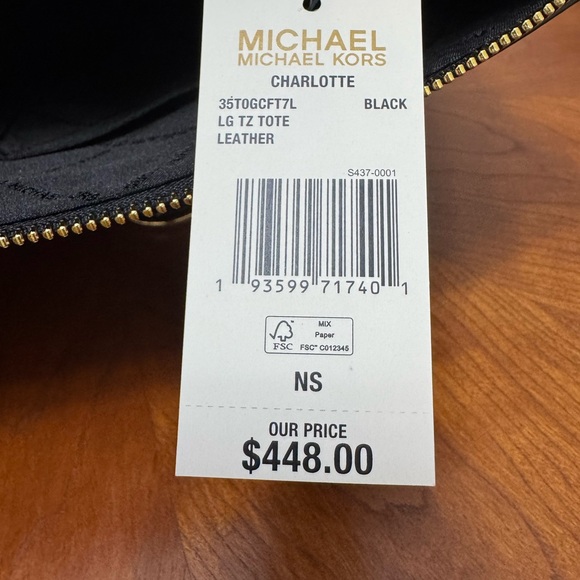 MICHAEL
MICHAEL KORS
CHARLOTTE
35T0GCFT7L BLACK
LG TZ TOTE
LEATHER
S437-0001
1 93599 71740 1
FSC
MIX
Paper
FSC™ C012345
NS
OUR PRICE
$448.00